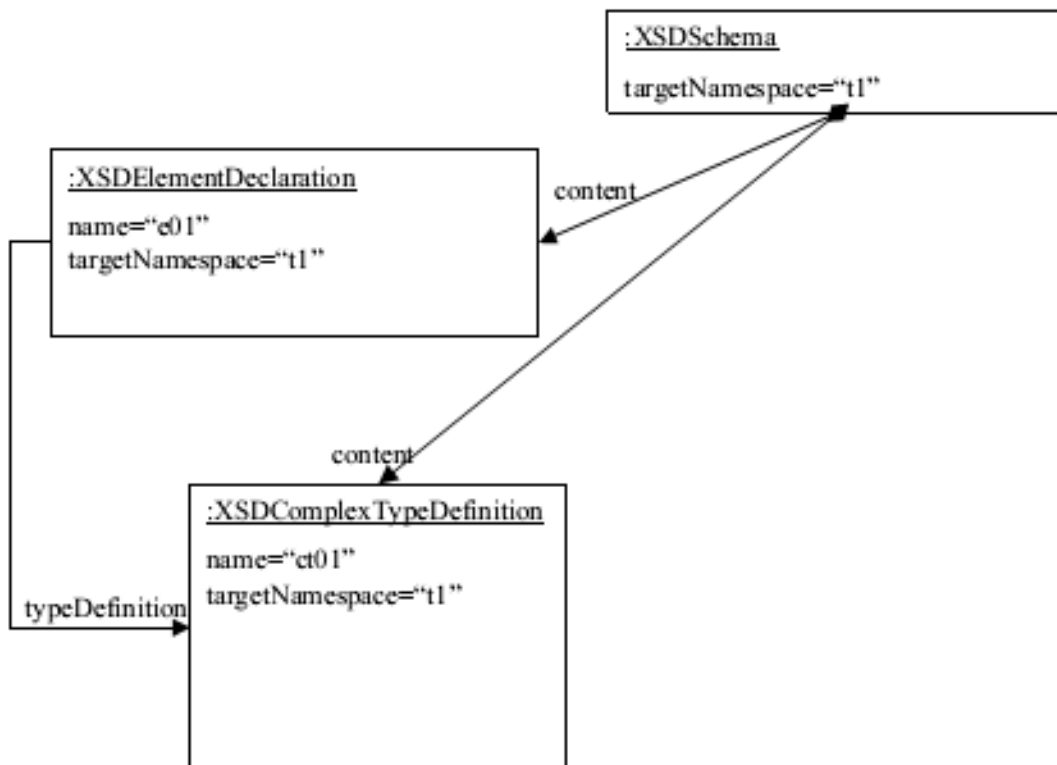 :XSDSchema
targetNamespace=“t1”
:XSDElementDeclaration
name=“e01”
targetNamespace=“t1”
content
content
:XSDComplexTypeDefinition
name=“ct01”
targetNamespace=“t1”
typeDefinition